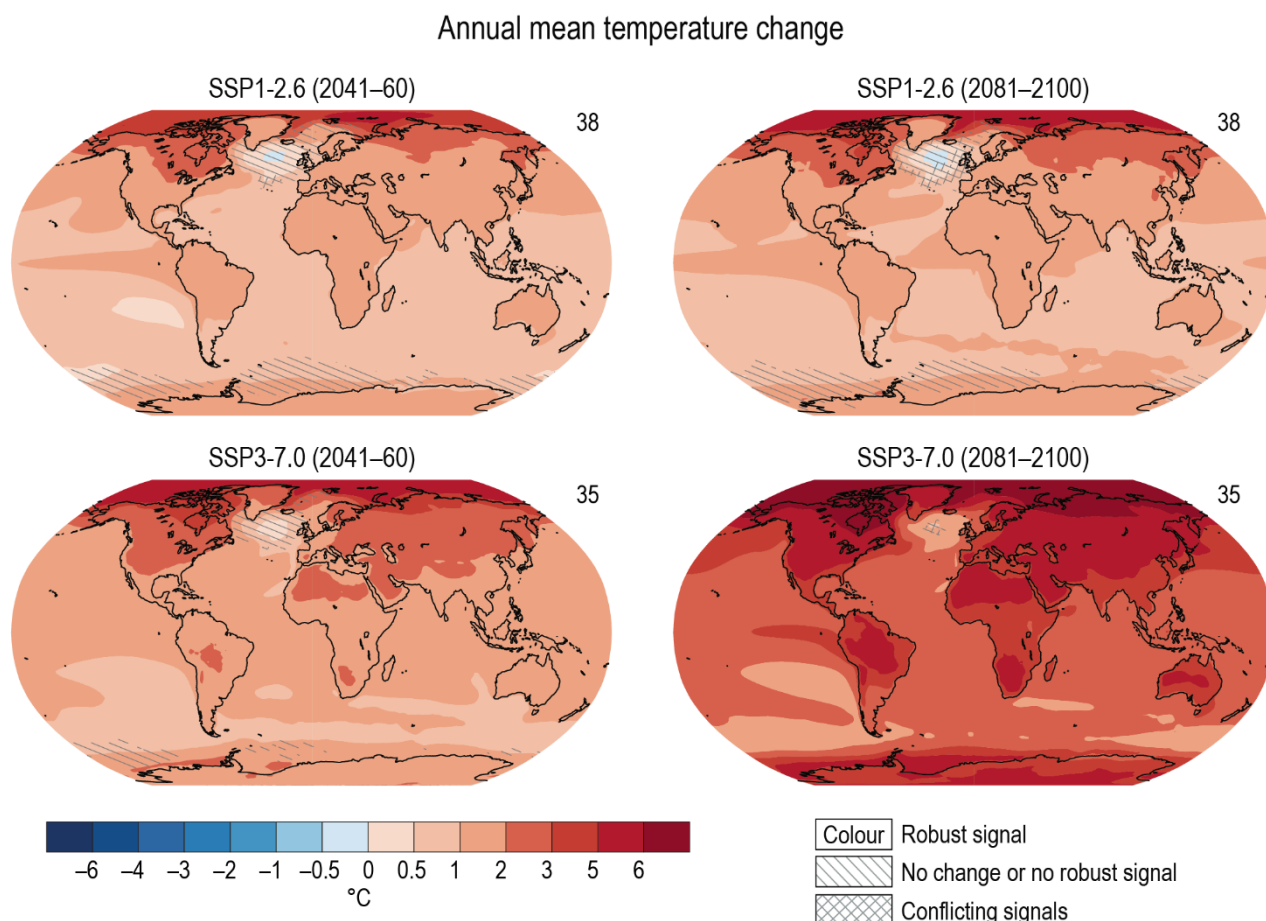 Annual mean temperature change
SSP1-2.6 (2041–60)
38
SSP1-2.6 (2081–2100)
38
SSP3-7.0 (2041–60)
35
SSP3-7.0 (2081–2100)
35
–6 –4 –3 –2 –1 –0.5 0 0.5 1 2 3 5 6
°C
Colour Robust signal
No change or no robust signal
Conflicting signals